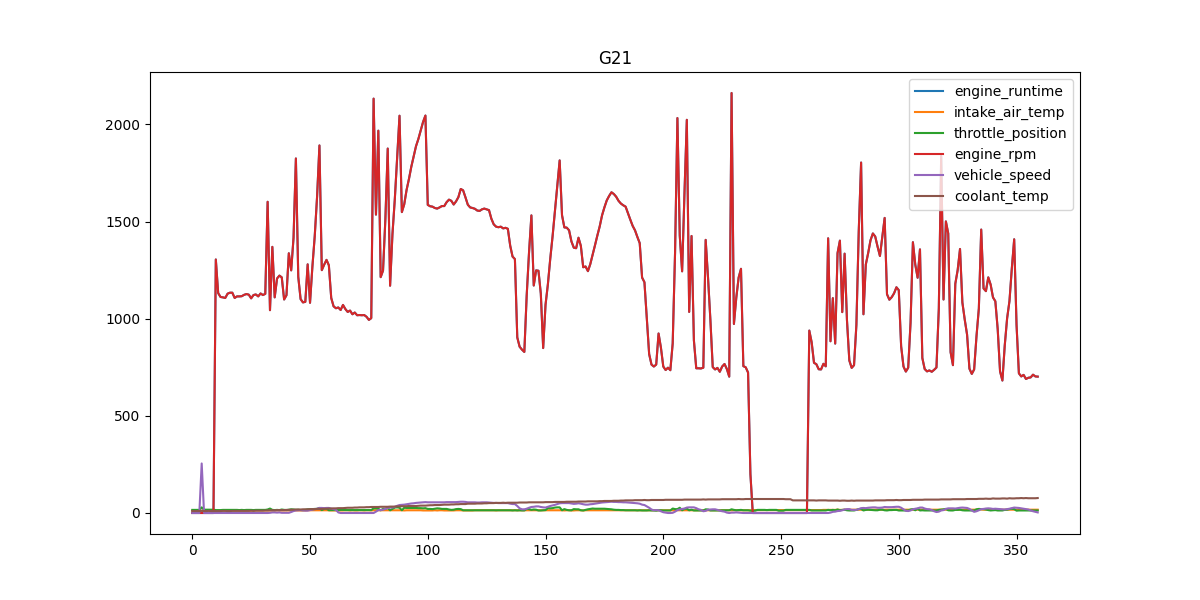 G21
engine_runtime
intake_air_temp
throttle_position
engine_rpm
vehicle_speed
coolant_temp
2000
1500
1000
500
0
0 50 100 150 200 250 300 350